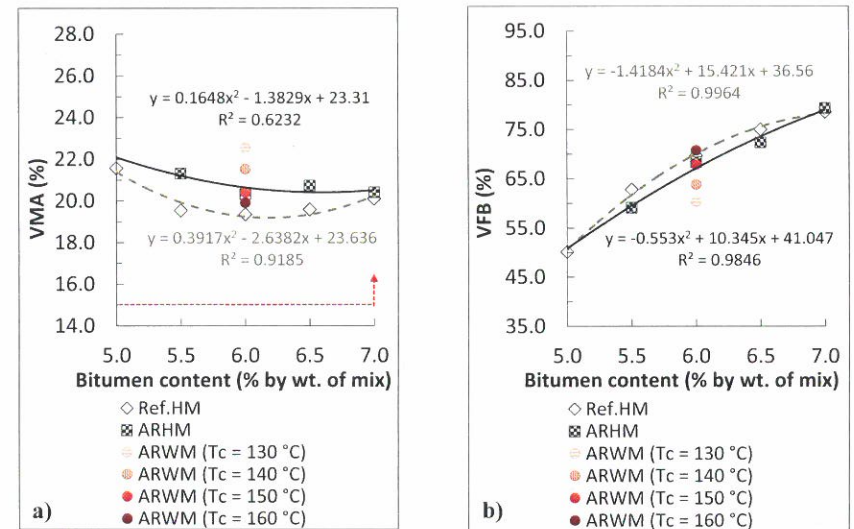 28.0
26.0
24.0
22.0
20.0
18.0
16.0
14.0
VMA (%)
y = 0.1648x² - 1.3829x + 23.31
R² = 0.6232
y = 0.3917x² - 2.6382x + 23.636
R² = 0.9185
5.0 5.5 6.0 6.5 7.0
Bitumen content (% by wt. of mix)
Ref.HM
ARHM
ARWM (Tc = 130 °C)
ARWM (Tc = 140 °C)
ARWM (Tc = 150 °C)
ARWM (Tc = 160 °C)
a)
95.0
85.0
75.0
65.0
55.0
45.0
35.0
VFB (%)
y = -1.4184x² + 15.421x + 36.56
R² = 0.9964
y = -0.553x² + 10.345x + 41.047
R² = 0.9846
5.0 5.5 6.0 6.5 7.0
Bitumen content (% by wt. of mix)
Ref.HM
ARHM
ARWM (Tc = 130 °C)
ARWM (Tc = 140 °C)
ARWM (Tc = 150 °C)
ARWM (Tc = 160 °C)
b)